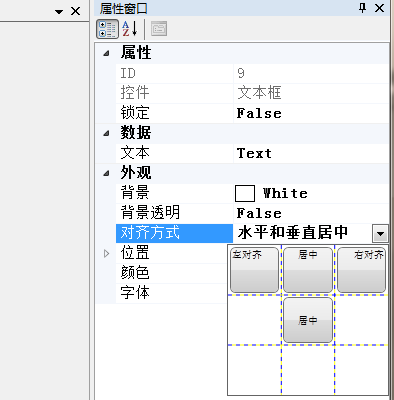 属性窗口
属性
ID 9
控件 文本框
锁定 False
数据
文本 Text
外观
背景 White
背景透明 False
对齐方式 水平和垂直居中
位置
颜色
字体
左对齐 居中 右对齐
居中